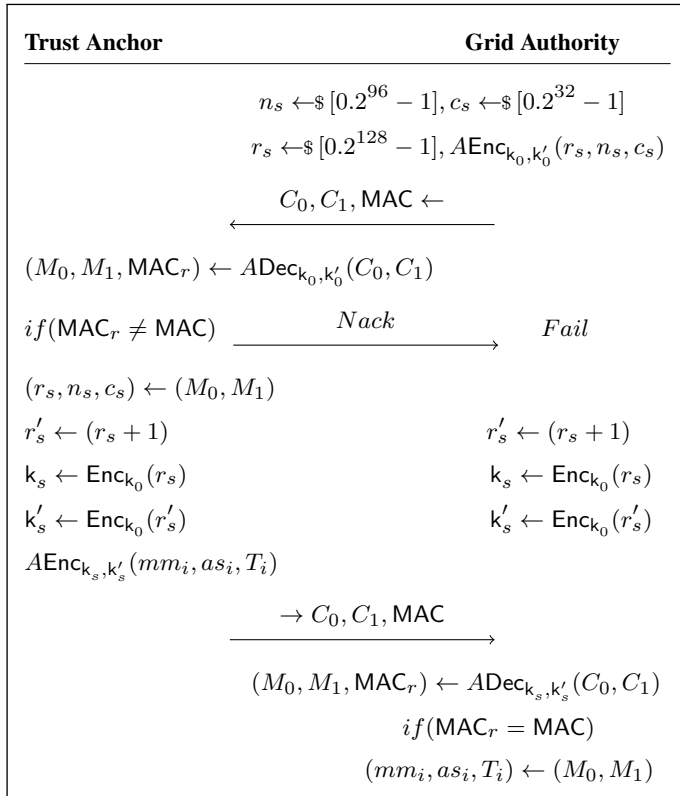 Trust Anchor Grid Authority
n_s ←$ [0.2^{96} − 1], c_s ←$ [0.2^{32} − 1]
r_s ←$ [0.2^{128} − 1], AEnc_{k_0,k'_0}(r_s, n_s, c_s)
C_0, C_1, MAC ←
(M_0, M_1, MAC_r) ← ADec_{k_0,k'_0}(C_0, C_1)
if(MAC_r ≠ MAC) Nack Fail
(r_s, n_s, c_s) ← (M_0, M_1)
r'_s ← (r_s + 1) r'_s ← (r_s + 1)
k_s ← Enc_{k_0}(r_s) k_s ← Enc_{k_0}(r_s)
k'_s ← Enc_{k_0}(r'_s) k'_s ← Enc_{k_0}(r'_s)
AEnc_{k_s,k'_s}(mm_i, as_i, T_i)
→ C_0, C_1, MAC
(M_0, M_1, MAC_r) ← ADec_{k_s,k'_s}(C_0, C_1)
if(MAC_r = MAC)
(mm_i, as_i, T_i) ← (M_0, M_1)